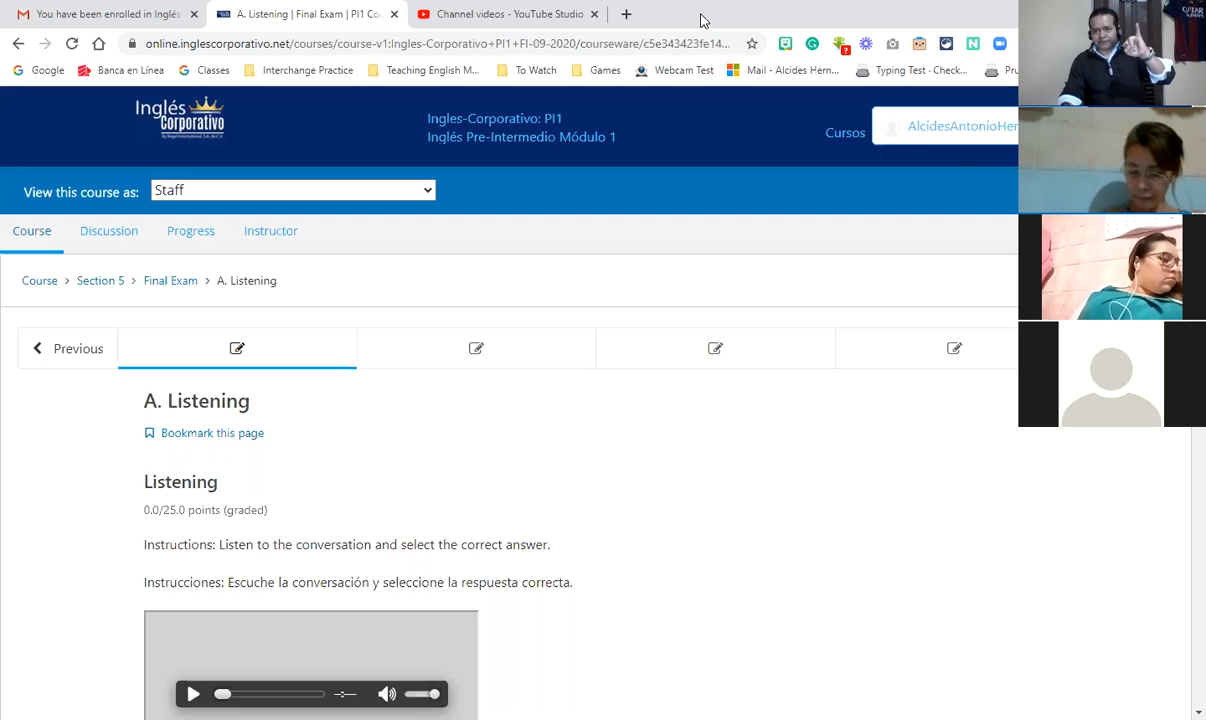 You have been enrolled in Inglés
A. Listening | Final Exam | PI1 Co
Channel videos - YouTube Studio
online.inglescorporativo.net/courses/course-v1:Ingles-Corporativo+PI1+FI-09-2020/courseware/c5e343423fe14...
Google
Banca en Línea
Classes
Interchange Practice
Teaching English M...
To Watch
Games
Webcam Test
Mail - Alcides Hern...
Typing Test · Check...
Pru
Inglés
Corporativo
Ingles-Corporativo: PI1
Inglés Pre-Intermedio Módulo 1
Cursos
AlcidesAntonioHer
View this course as:
Staff
Course
Discussion
Progress
Instructor
Course > Section 5 > Final Exam > A. Listening
Previous
A. Listening
Bookmark this page
Listening
0.0/25.0 points (graded)
Instructions: Listen to the conversation and select the correct answer.
Instrucciones: Escuche la conversación y seleccione la respuesta correcta.
-:--